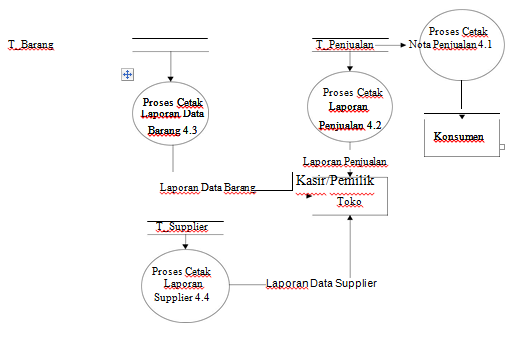 T_Barang
T_Penjualan
Nota
Proses Cetak
Penjualan 4.1
Proses Cetak
Laporan Data
Barang 4.3
Proses Cetak
Laporan
Penjualan 4.2
Konsumen
Laporan Penjualan
Laporan Data Barang
Kasir/Pemilik
Toko
T_Supplier
Proses Cetak
Laporan
Supplier 4.4
Laporan Data Supplier